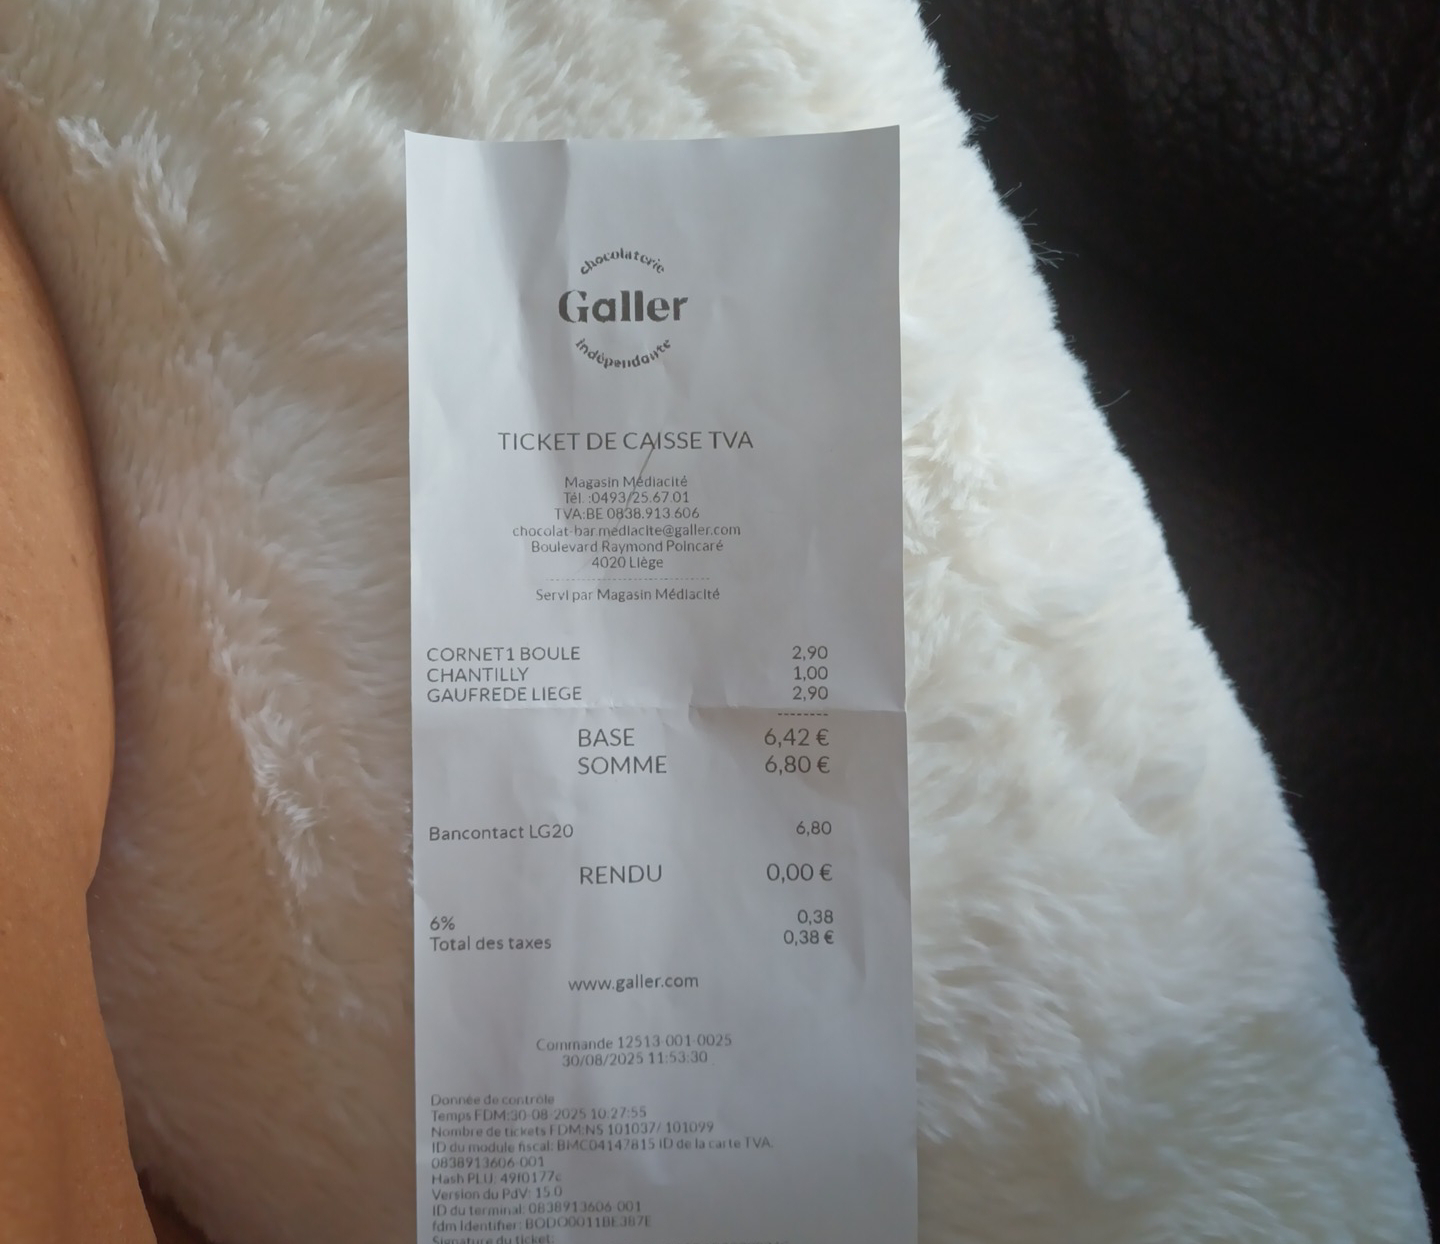 chocolaterie
Galler
indépendante
TICKET DE CAISSE TVA
Magasin Médiacité
Tél. :0493/25.67.01
TVA:BE 0838.913.606
chocolat-bar.mediacite@galler.com
Boulevard Raymond Poincaré
4020 Liège
Servi par Magasin Médiacité
CORNET1 BOULE 2,90
CHANTILLY 1,00
GAUFREDE LIEGE 2,90
BASE 6,42 €
SOMME 6,80 €
Bancontact LG20 6,80
RENDU 0,00 €
6% 0,38
Total des taxes 0,38 €
www.galler.com
Commande 12513-001-0025
30/08/2025 11:53:30
Donnée de contrôle
Temps FDM:30-08-2025 10:27:55
Nombre de tickets FDM:NS 101037/ 101099
ID du module fiscal: BMC04147815 ID de la carte TVA:
0838913606-001
Hash PLU: 49f0177c
Version du PdV: 15.0
ID du terminal: 0838913606-001
fdm Identifier:
Signature du ticket: